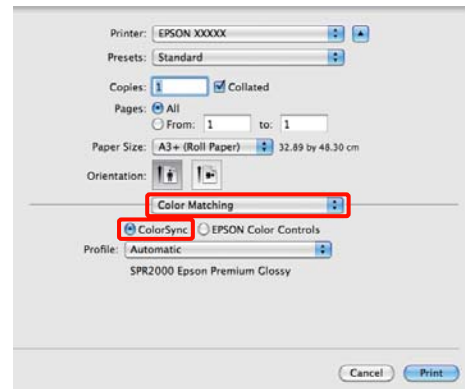 Printer: EPSON XXXXX
Presets: Standard
Copies: 1 Collated
Pages: All
From: 1 to: 1
Paper Size: A3+ (Roll Paper) 32.89 by 48.30 cm
Orientation:
Color Matching
ColorSync EPSON Color Controls
Profile: Automatic
SPR2000 Epson Premium Glossy
Cancel Print